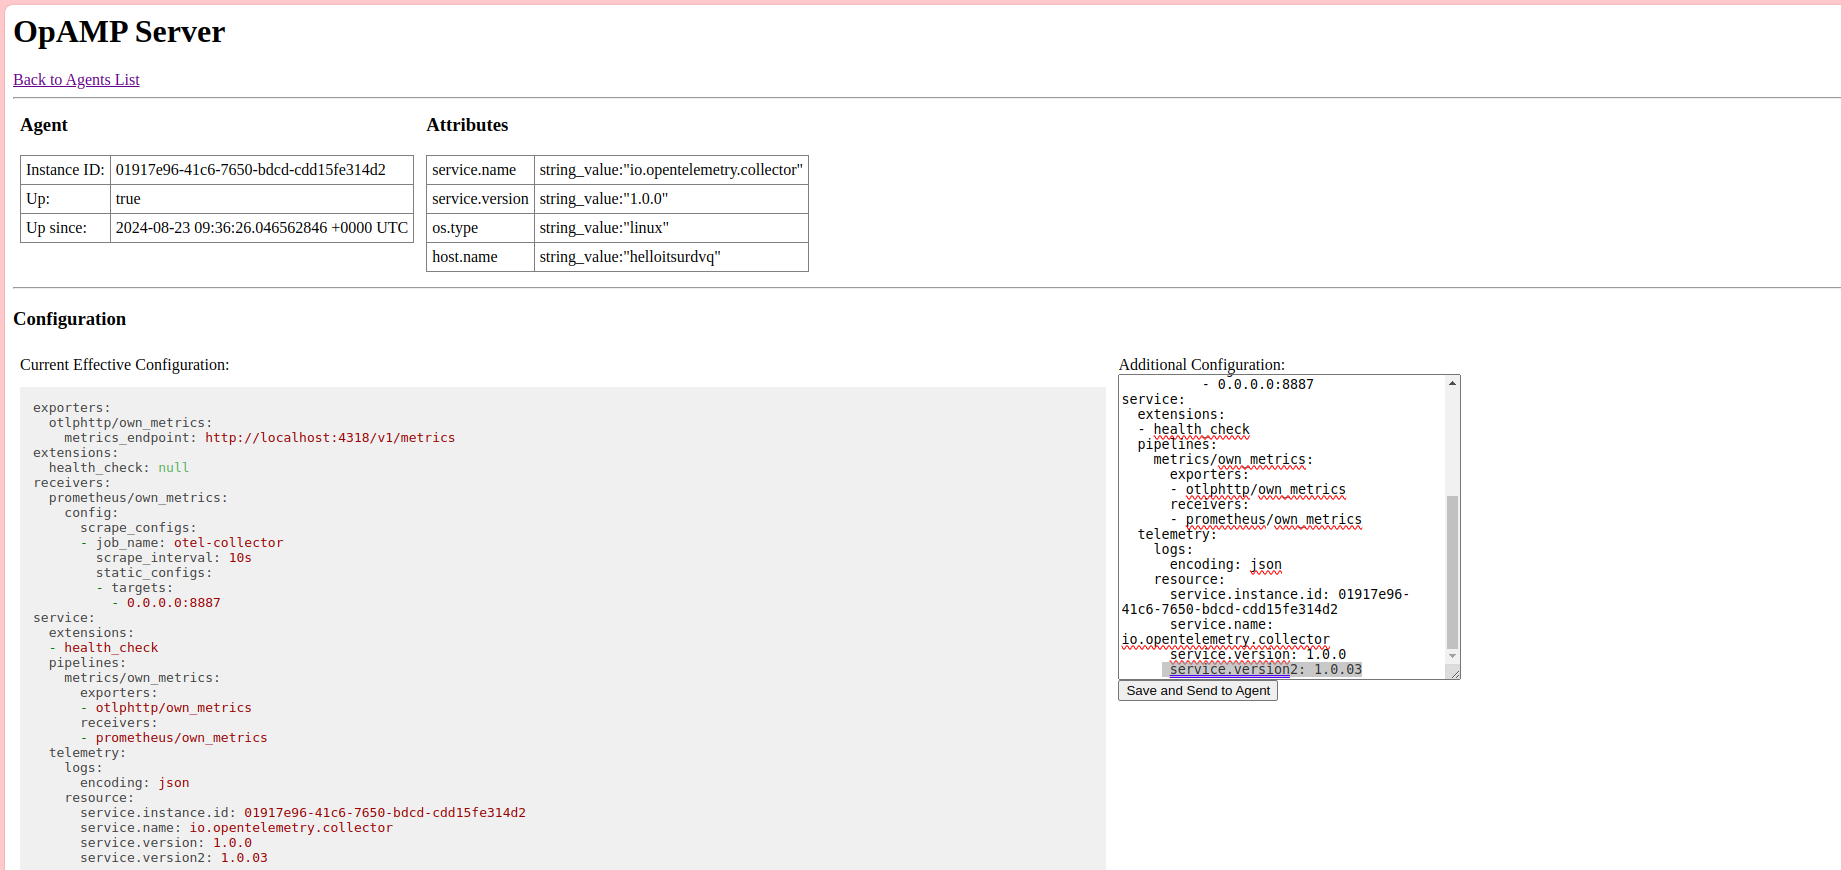 OpAMP Server
Back to Agents List
Agent
Instance ID: 01917e96-41c6-7650-bdcd-cdd15fe314d2
Up: true
Up since: 2024-08-23 09:36:26.046562846 +0000 UTC
Attributes
service.name string_value:"io.opentelemetry.collector"
service.version string_value:"1.0.0"
os.type string_value:"linux"
host.name string_value:"helloitsurdvq"
Configuration
Current Effective Configuration:
exporters:
  otlphttp/own_metrics:
    metrics_endpoint: http://localhost:4318/v1/metrics
extensions:
  health_check: null
receivers:
  prometheus/own_metrics:
    config:
      scrape_configs:
      - job_name: otel-collector
        scrape_interval: 10s
        static_configs:
        - targets:
          - 0.0.0.0:8887
service:
  extensions:
  - health_check
  pipelines:
    metrics/own_metrics:
      exporters:
      - otlphttp/own_metrics
      receivers:
      - prometheus/own_metrics
  telemetry:
    logs:
      encoding: json
    resource:
      service.instance.id: 01917e96-41c6-7650-bdcd-cdd15fe314d2
      service.name: io.opentelemetry.collector
      service.version: 1.0.0
      service.version2: 1.0.03
Additional Configuration:
          - 0.0.0.0:8887
service:
  extensions:
  - health_check
  pipelines:
    metrics/own_metrics:
      exporters:
      - otlphttp/own_metrics
      receivers:
      - prometheus/own_metrics
  telemetry:
    logs:
      encoding: json
    resource:
      service.instance.id: 01917e96-
41c6-7650-bdcd-cdd15fe314d2
      service.name:
io.opentelemetry.collector
      service.version: 1.0.0
      service.version2: 1.0.03
Save and Send to Agent